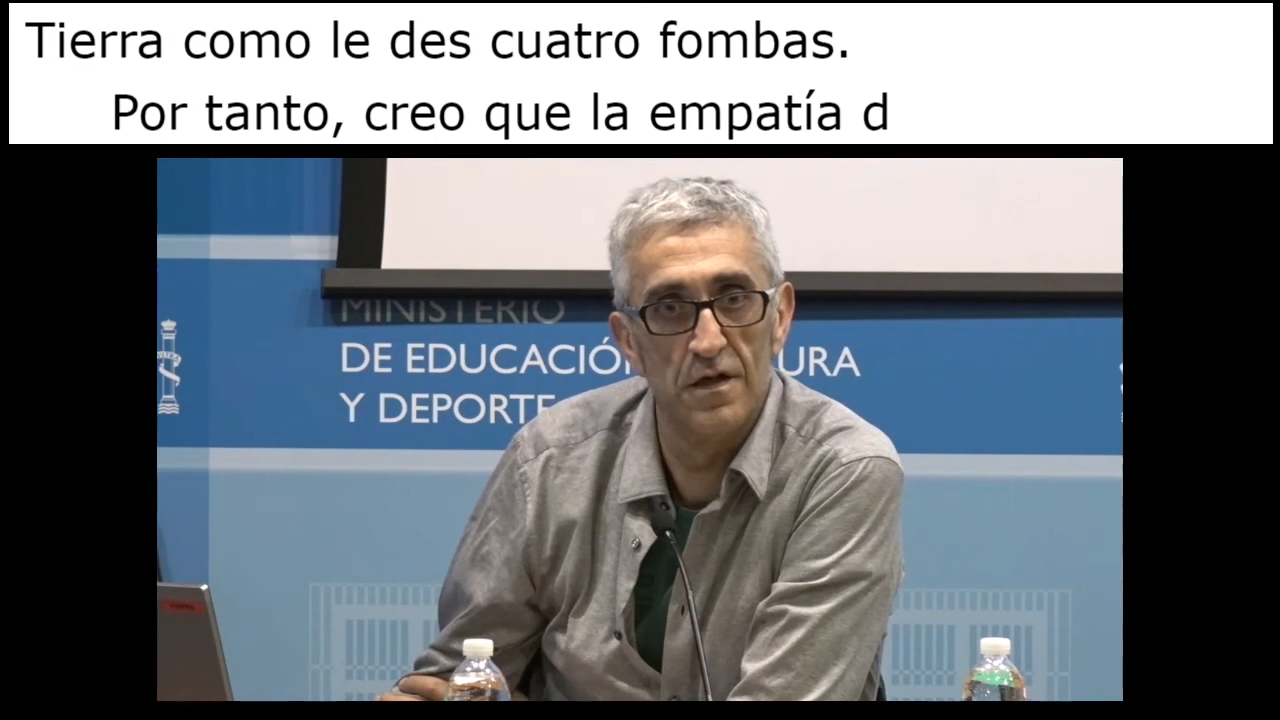 Tierra como le des cuatro fombas.
Por tanto, creo que la empatía d
MINISTERIO
DE EDUCACIÓ URA
Y DEPORTE